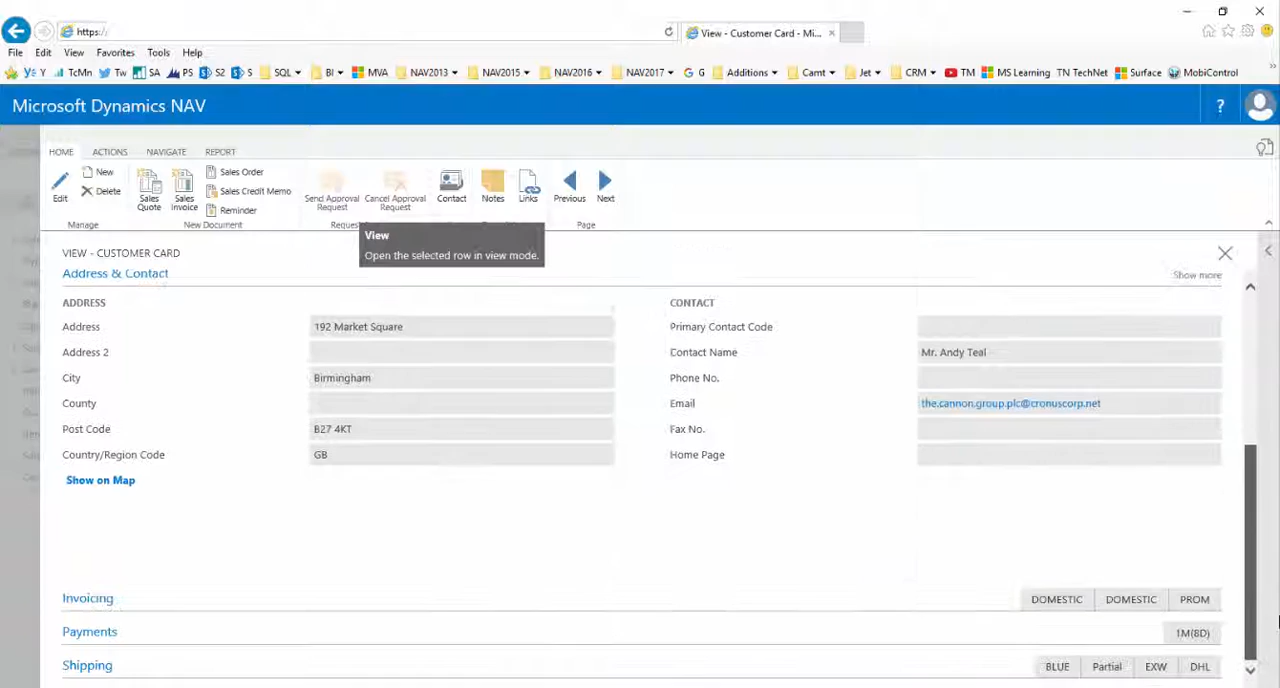 https:/
View - Customer Card - Mi...
File Edit View Favorites Tools Help
Y TcMn Tw SA PS S2 S SQL BI MVA NAV2013 NAV2015 NAV2016 NAV2017 G Additions Camt Jet CRM TM MS Learning TN TechNet Surface MobiControl
Microsoft Dynamics NAV
?
HOME ACTIONS NAVIGATE REPORT
Edit
New
Delete
Manage
Sales Quote
Sales Invoice
Sales Order
Sales Credit Memo
Reminder
New Document
Send Approval Request
Cancel Approval Request
Contact
Notes
Links
Previous
Next
Page
View
Open the selected row in view mode.
VIEW - CUSTOMER CARD
Address & Contact
Show more
ADDRESS
Address 192 Market Square
Address 2
City Birmingham
County
Post Code B27 4KT
Country/Region Code GB
Show on Map
CONTACT
Primary Contact Code
Contact Name Mr. Andy Teal
Phone No.
Email the.cannon.group.plc@cronuscorp.net
Fax No.
Home Page
Invoicing DOMESTIC DOMESTIC PROM
Payments 1M(8D)
Shipping BLUE Partial EXW DHL